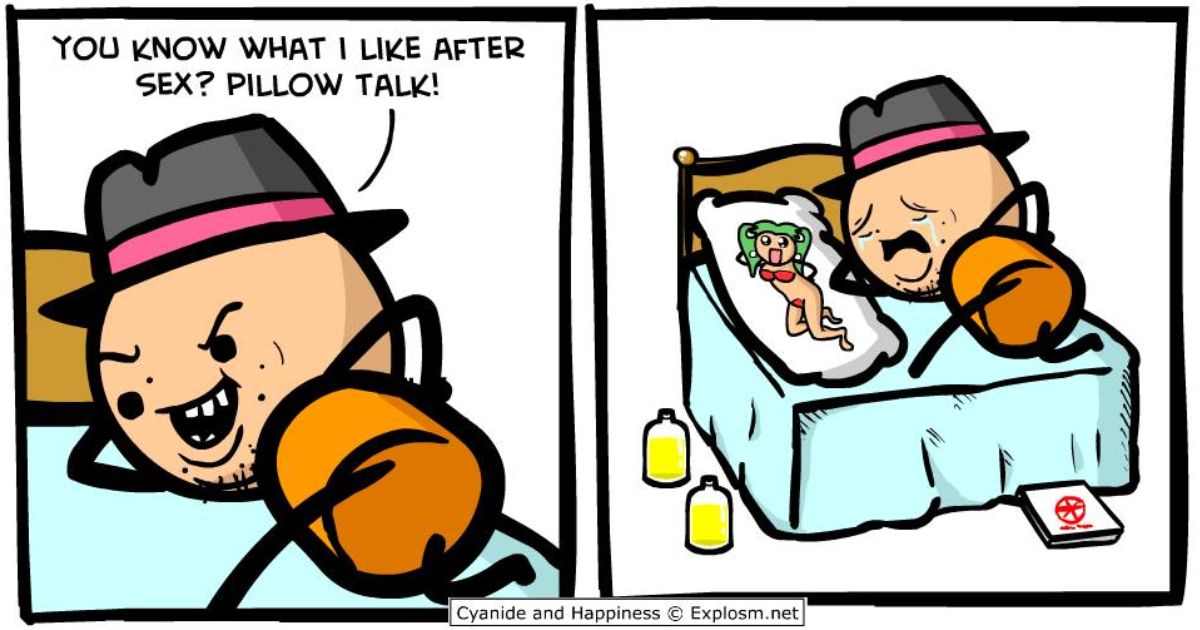 YOU KNOW WHAT I LIKE AFTER
SEX? PILLOW TALK!
Cyanide and Happiness © Explosm.net